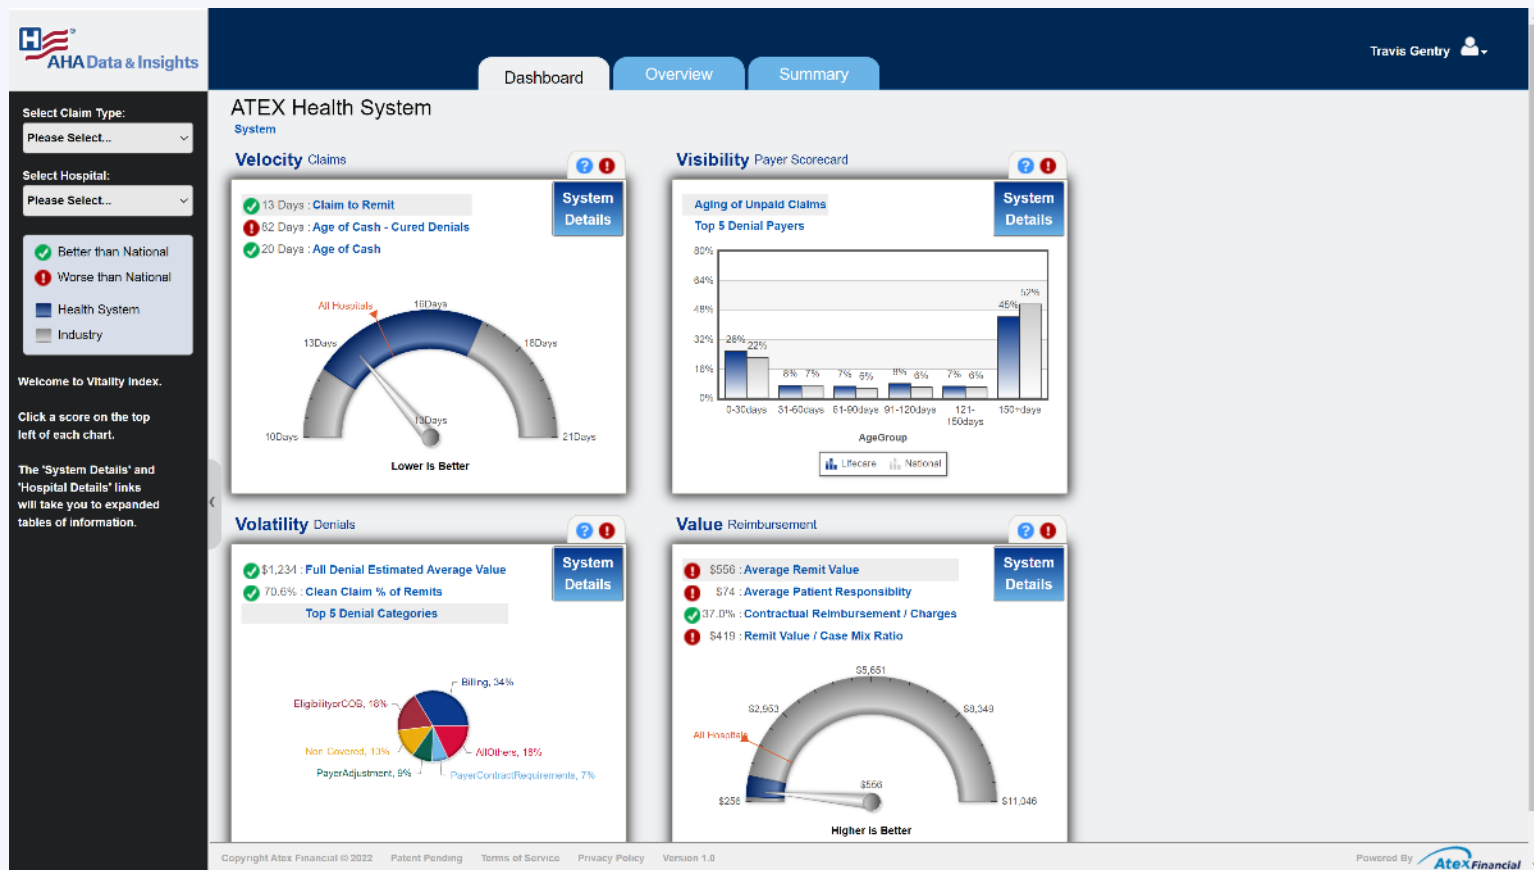 H
AHA Data & Insights
Dashboard
Overview
Summary
Travis Gentry
Select Claim Type:
Please Select...
Select Hospital:
Please Select...
Better than National
Worse than National
Health System
Industry
Welcome to Vitality Index.
Click a score on the top
left of each chart.
The 'System Details' and
'Hospital Details' links
will take you to expanded
tables of information.
ATEX Health System
System
Velocity Claims
System
Details
13 Days : Claim to Remit
82 Days : Age of Cash - Cured Denials
20 Days : Age of Cash
All Hospitals
16Days
13Days
18Days
13Days
10Days
21Days
Lower Is Better
Visibility Payer Scorecard
System
Details
Aging of Unpaid Claims
Top 5 Denial Payers
80%
64%
48%
32%
16%
0%
26%
22%
8% 7%
7% 6%
8% 6%
7% 6%
45%
52%
0-30days 31-60days 61-90days 91-120days 121-150days 150+days
AgeGroup
Lifecare National
Volatility Denials
System
Details
$1,234 : Full Denial Estimated Average Value
70.6% : Clean Claim % of Remits
Top 5 Denial Categories
Billing, 34%
EligibilityorCOB, 18%
Non Covered, 13%
AllOthers, 18%
PayerAdjustment, 9%
PayerContractRequirements, 7%
Value Reimbursement
System
Details
$556 : Average Remit Value
$74 : Average Patient Responsiblity
37.0% : Contractual Reimbursement / Charges
$419 : Remit Value / Case Mix Ratio
$5,651
$2,953
$8,349
All Hospitals
$556
$256
$11,046
Higher Is Better
Copyright Atex Financial © 2022 Patent Pending Terms of Service Privacy Policy Version 1.0
Powered By Atex Financial